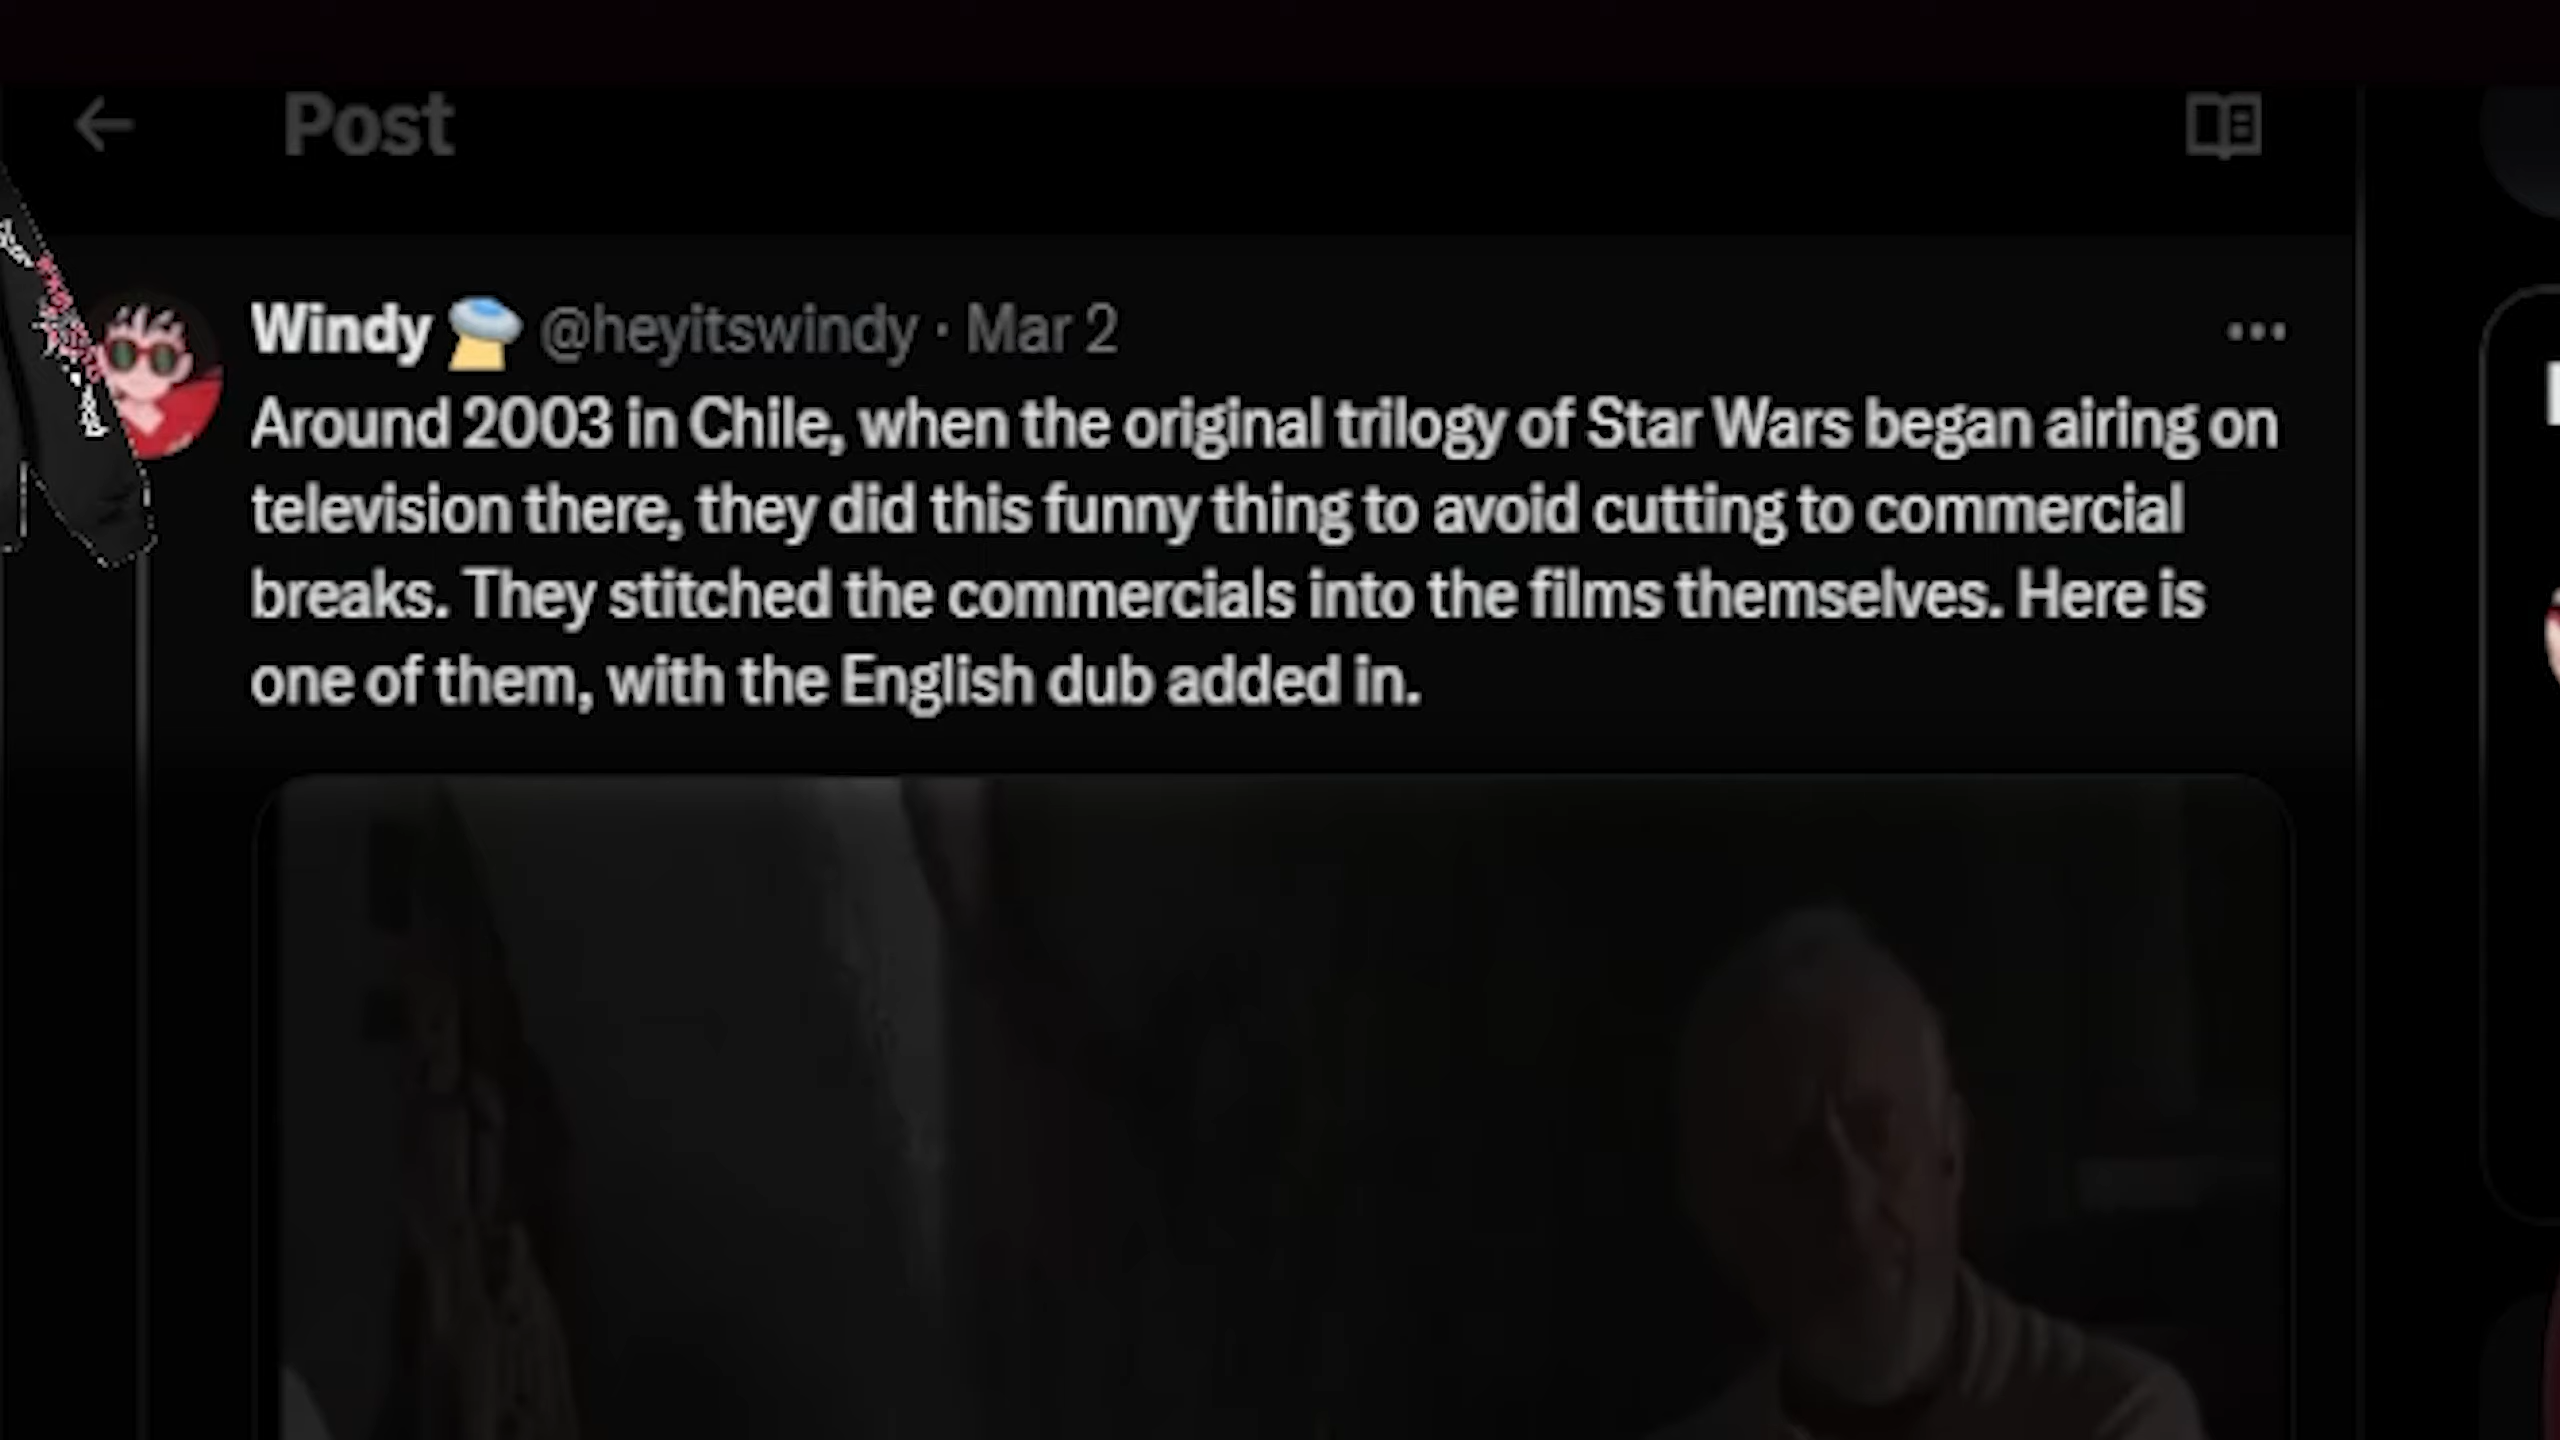 Post
Windy 🛸 @heyitswindy · Mar 2
Around 2003 in Chile, when the original trilogy of Star Wars began airing on
television there, they did this funny thing to avoid cutting to commercial
breaks. They stitched the commercials into the films themselves. Here is
one of them, with the English dub added in.